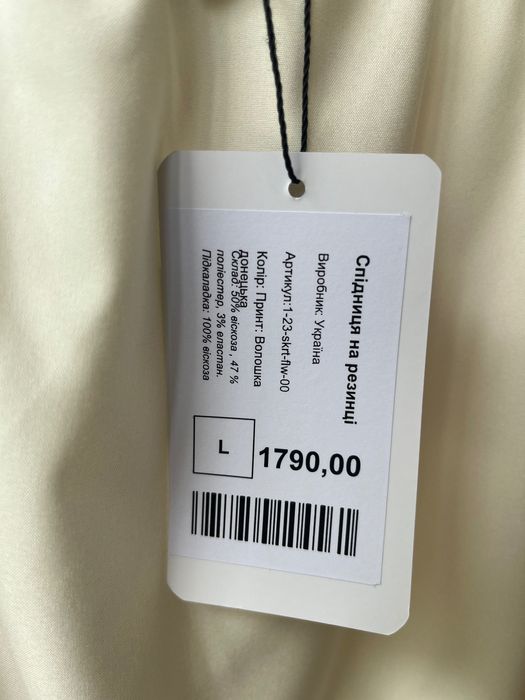 Спідниця на резинці
Виробник: Україна
Артикул:1-23-skrt-flw-00
Колір: Принт: Волошка
донецька
Склад: 50% віскоза , 47 %
поліестер, 3% еластан.
Підкаладка: 100% віскоза
L
1790,00